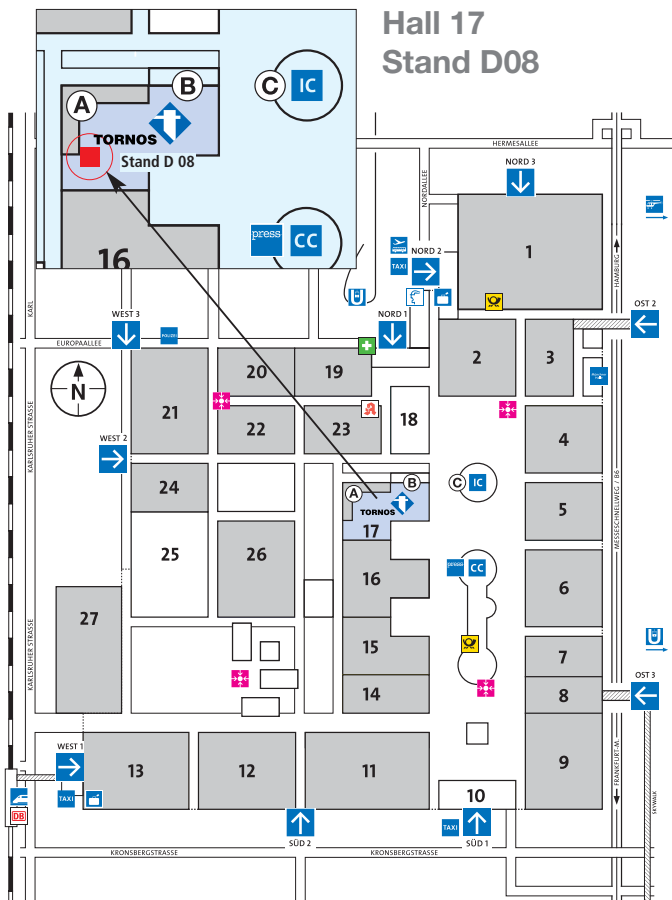 Hall 17
Stand D08
A
B
C
IC
TORNOS
Stand D 08
press
CC
16
HERMESALLEE
NORD 3
NORDALLEE
1
HAMBURG
NORD 2
TAXI
NORD 1
OST 2
KARL
WEST 3
POLIZEI
EUROPAALLEE
N
20
19
2
3
21
22
23
A
18
4
KARLSRUHER STRASSE
WEST 2
24
A
B
C
IC
TORNOS
17
5
MESSESCHNELLWEG / B6
25
26
16
press
CC
6
27
KARLSRUHER STRASSE
15
7
14
8
OST 3
WEST 1
13
12
11
9
10
FRANKFURT-M.
SKYWALK
TAXI
DB
TAXI
SÜD 2
SÜD 1
KRONSBERGSTRASSE
KRONSBERGSTRASSE